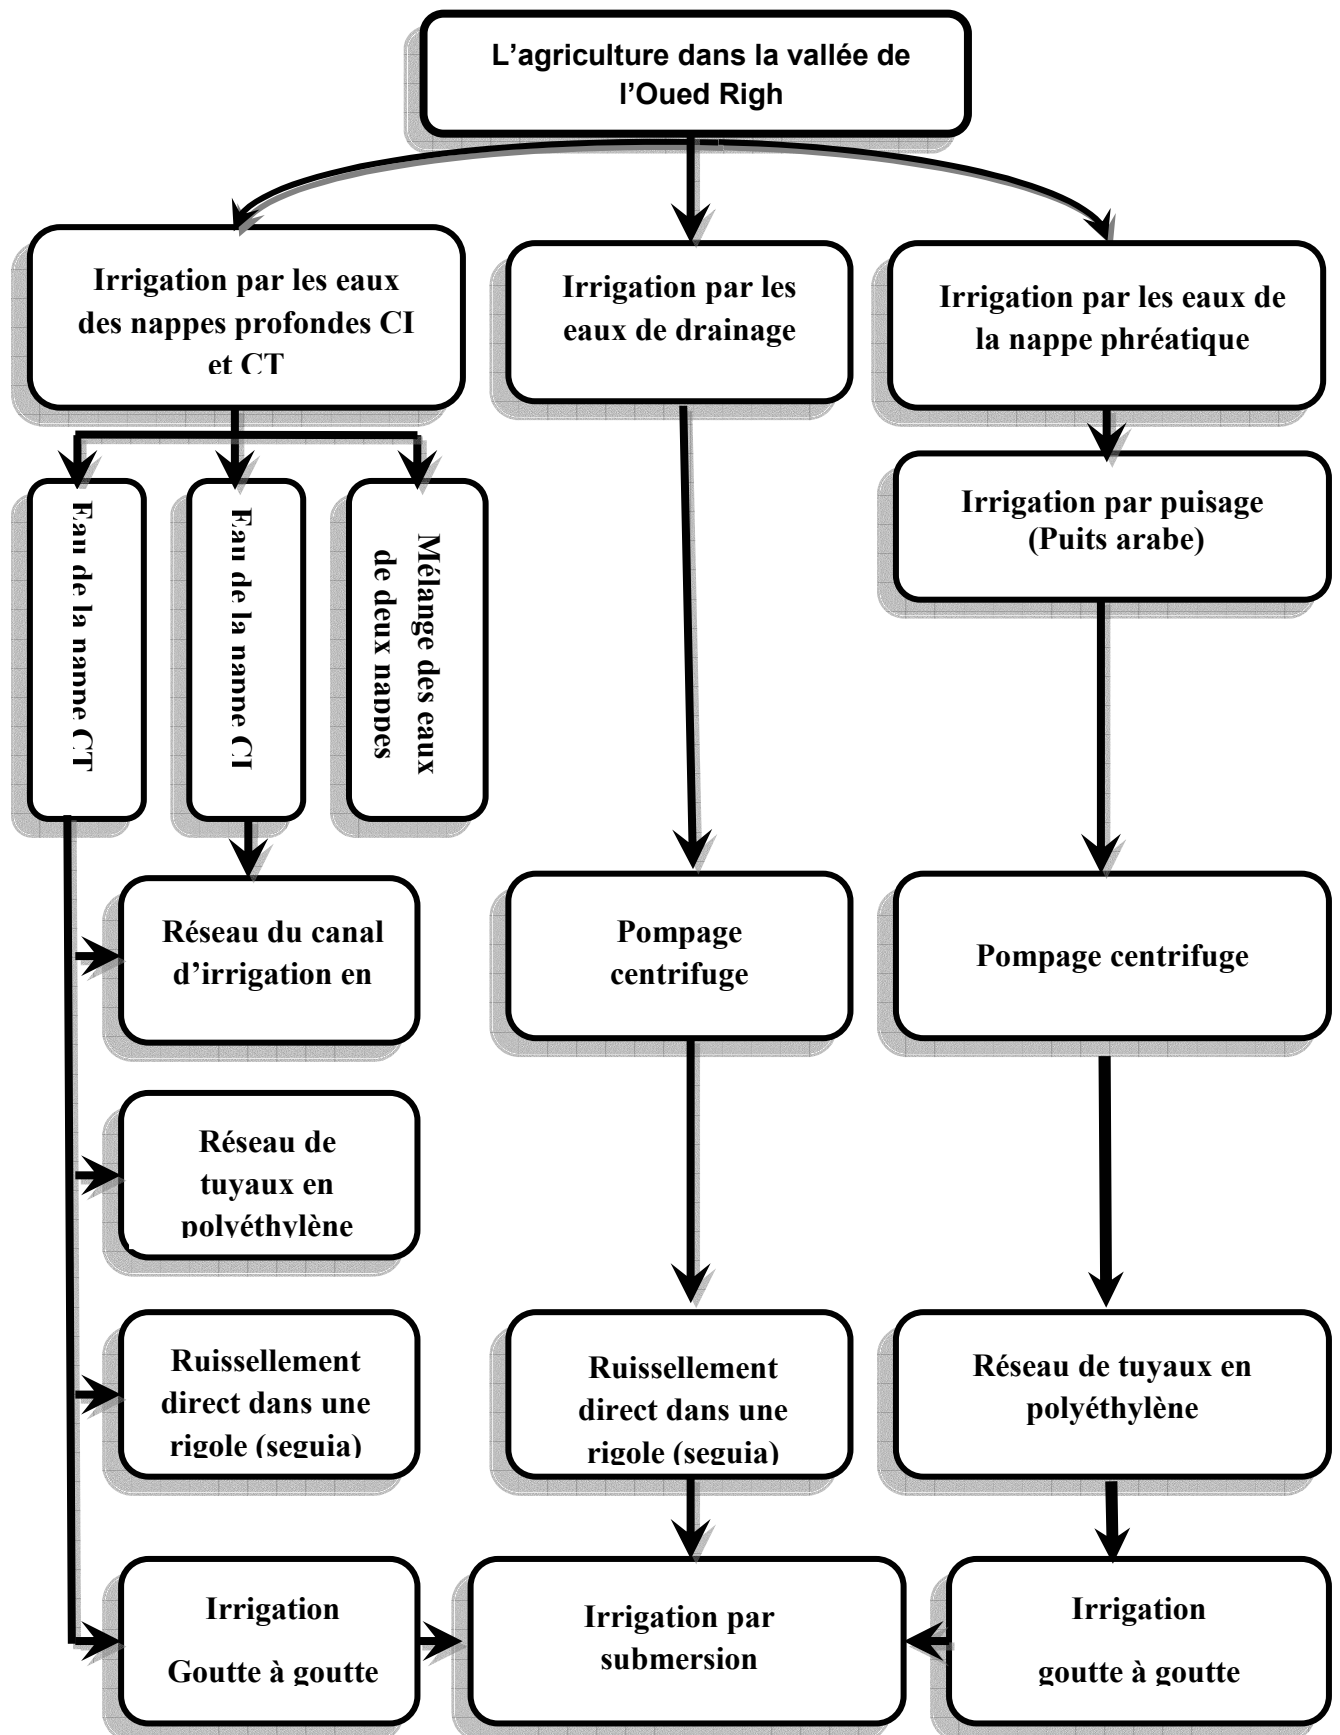 L'agriculture dans la vallée de
l'Oued Righ
Irrigation par les eaux
des nappes profondes CI
et CT
Irrigation par les
eaux de drainage
Irrigation par les eaux de
la nappe phréatique
Irrigation par puisage
(Puits arabe)
Eau de la nappe CT
Eau de la nappe CI
Mélange des eaux
de deux nappes
Réseau du canal
d'irrigation en
Pompage
centrifuge
Pompage centrifuge
Réseau de
tuyaux en
polyéthylène
Ruissellement
direct dans une
rigole (seguia)
Ruissellement
direct dans une
rigole (seguia)
Réseau de tuyaux en
polyéthylène
Irrigation
Goutte à goutte
Irrigation par
submersion
Irrigation
goutte à goutte